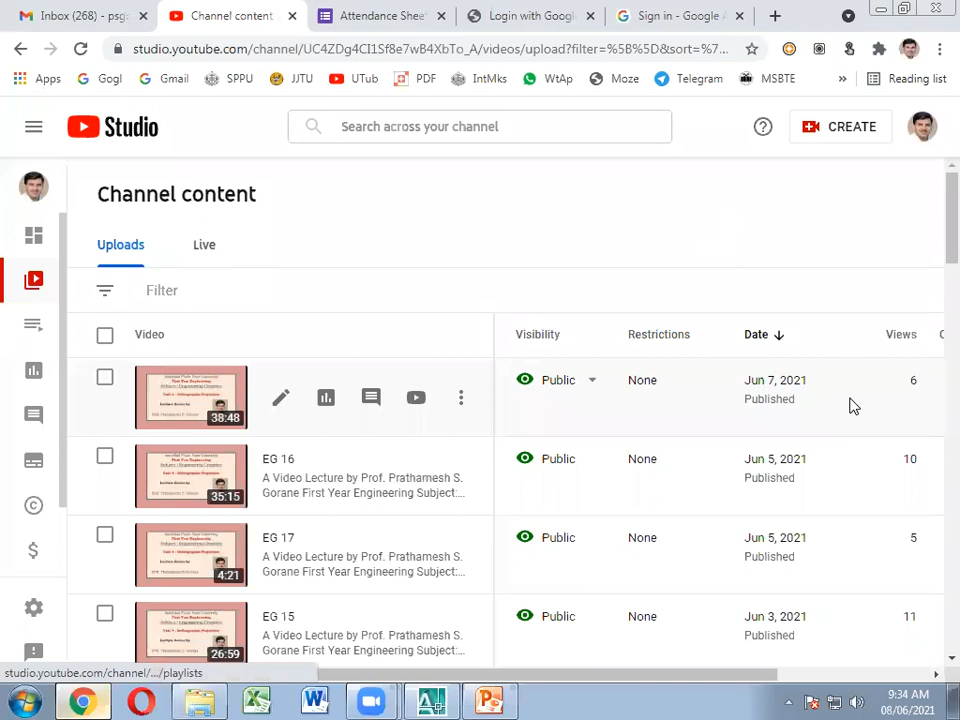 Inbox (268) - psg
Channel content
Attendance Shee
Login with Googl
Sign in - Google A
studio.youtube.com/channel/UC4ZDg4CI1Sf8e7wB4XbTo_A/videos/upload?filter=%5B%5D&sort=%7...
Apps
Gogl
Gmail
SPPU
JJTU
UTub
PDF
IntMks
WtAp
Moze
Telegram
MSBTE
»
Reading list
Studio
Search across your channel
CREATE
Channel content
Uploads
Live
Filter
Video
Visibility
Restrictions
Date
Views
38:48
Public
None
Jun 7, 2021
6
Published
EG 16
Public
None
Jun 5, 2021
10
A Video Lecture by Prof. Prathamesh S.
Published
Gorane First Year Engineering Subject:...
35:15
EG 17
Public
None
Jun 5, 2021
5
A Video Lecture by Prof. Prathamesh S.
Published
Gorane First Year Engineering Subject:...
4:21
EG 15
Public
None
Jun 3, 2021
11
A Video Lecture by Prof. Prathamesh S.
Published
Gorane First Year Engineering Subject:...
26:59
studio.youtube.com/channel/.../playlists
9:34 AM
08/06/2021